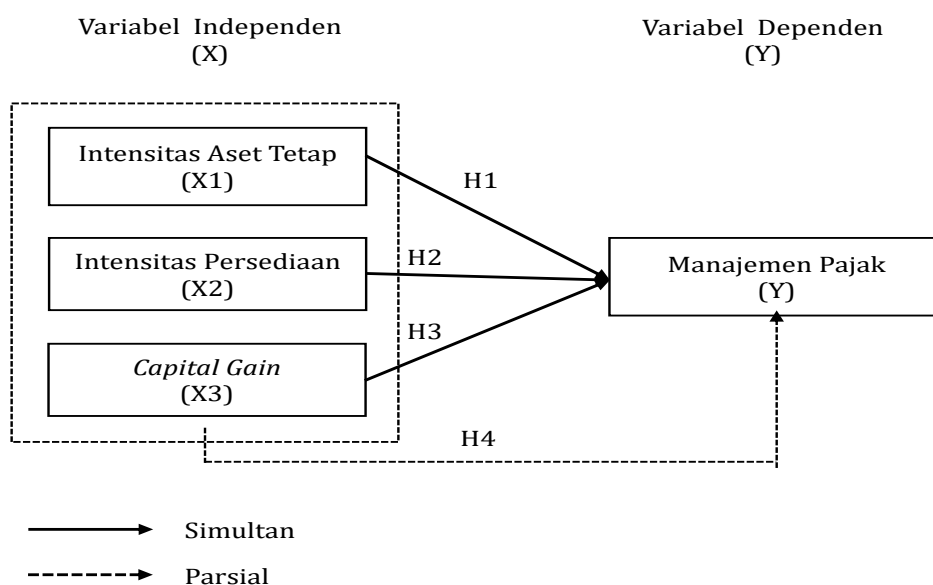 Variabel Independen
(X)
Variabel Dependen
(Y)
Intensitas Aset Tetap
(X1)
H1
Intensitas Persediaan
(X2)
H2
Manajemen Pajak
(Y)
H3
Capital Gain
(X3)
H4
Simultan
Parsial